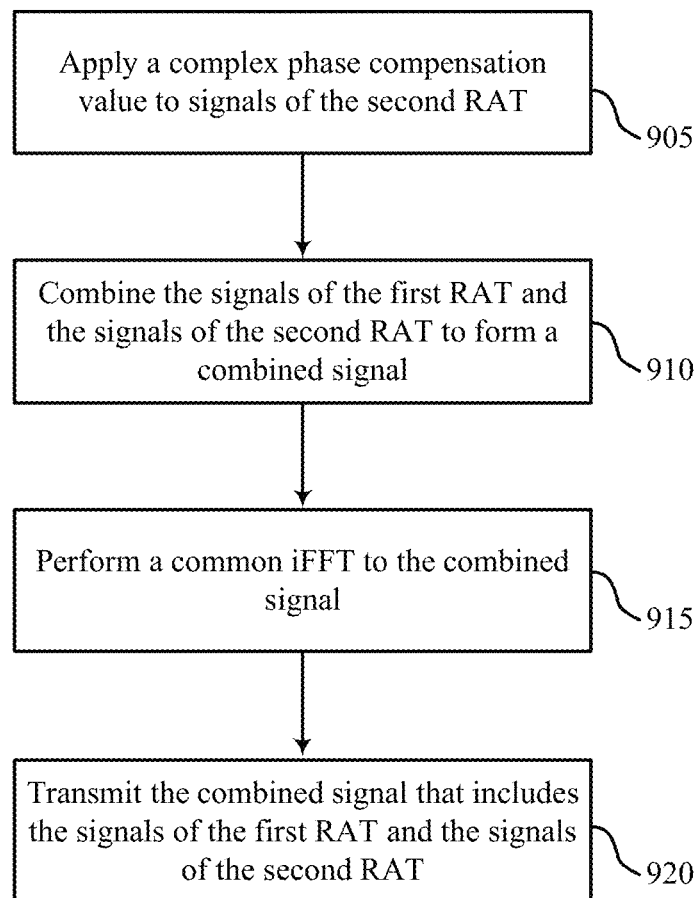 Apply a complex phase compensation
value to signals of the second RAT
905
Combine the signals of the first RAT and
the signals of the second RAT to form a
combined signal
910
Perform a common iFFT to the combined
signal
915
Transmit the combined signal that includes
the signals of the first RAT and the signals
of the second RAT
920